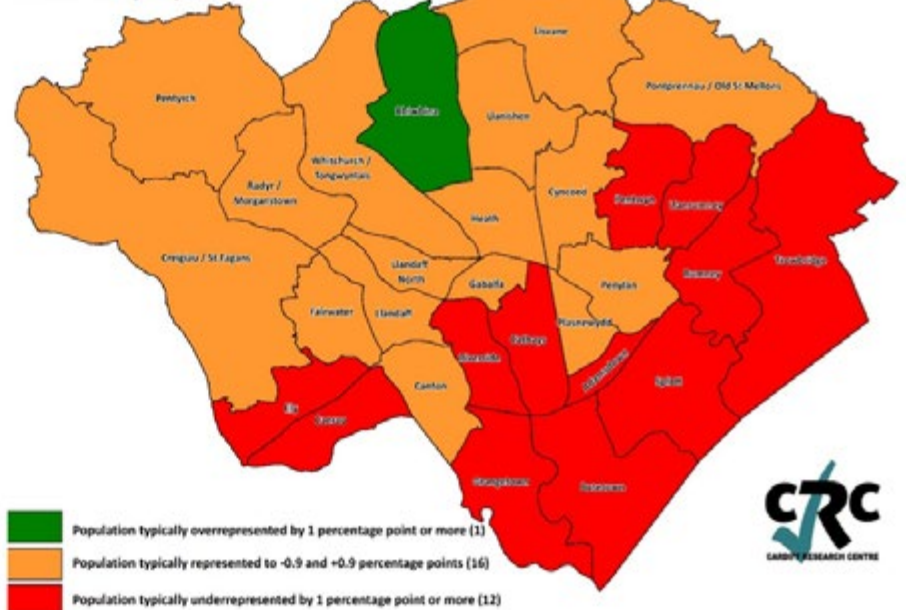 Lisvane
Pontprennau / Old St Mellons
Pentyrch
Rhiwbina
Llanishen
Whitchurch /
Tongwynlais
Cyncoed
Radyr /
Morganstown
Pentwyn
Llanrumney
Heath
Creigiau / St Fagans
Trowbridge
Llandaff
North
Rumney
Gabalfa
Penylan
Fairwater
Llandaff
Plasnewydd
Cathays
Riverside
Adamsdown
Splott
Canton
Ely
Caerau
Grangetown
Butetown
CRC
CARDIFF RESEARCH CENTRE
Population typically overrepresented by 1 percentage point or more (1)
Population typically represented to -0.9 and +0.9 percentage points (16)
Population typically underrepresented by 1 percentage point or more (12)